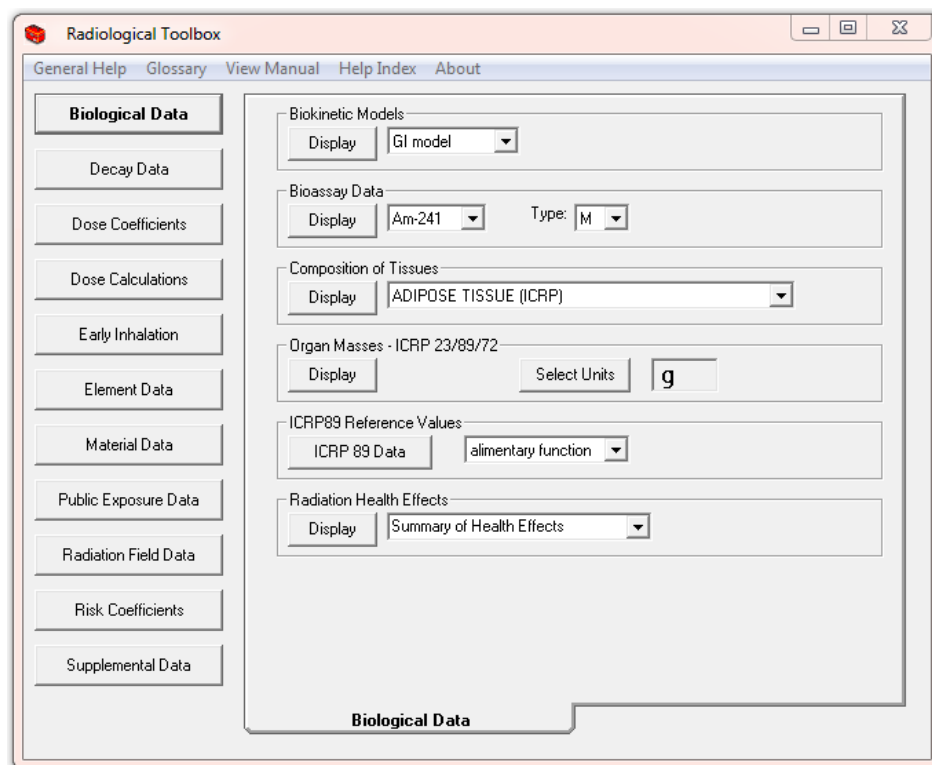 Radiological Toolbox
General Help Glossary View Manual Help Index About
Biological Data
Decay Data
Dose Coefficients
Dose Calculations
Early Inhalation
Element Data
Material Data
Public Exposure Data
Radiation Field Data
Risk Coefficients
Supplemental Data
Biokinetic Models
Display GI model
Bioassay Data
Display Am-241 Type: M
Composition of Tissues
Display ADIPOSE TISSUE (ICRP)
Organ Masses - ICRP 23/89/72
Display Select Units g
ICRP89 Reference Values
ICRP 89 Data alimentary function
Radiation Health Effects
Display Summary of Health Effects
Biological Data